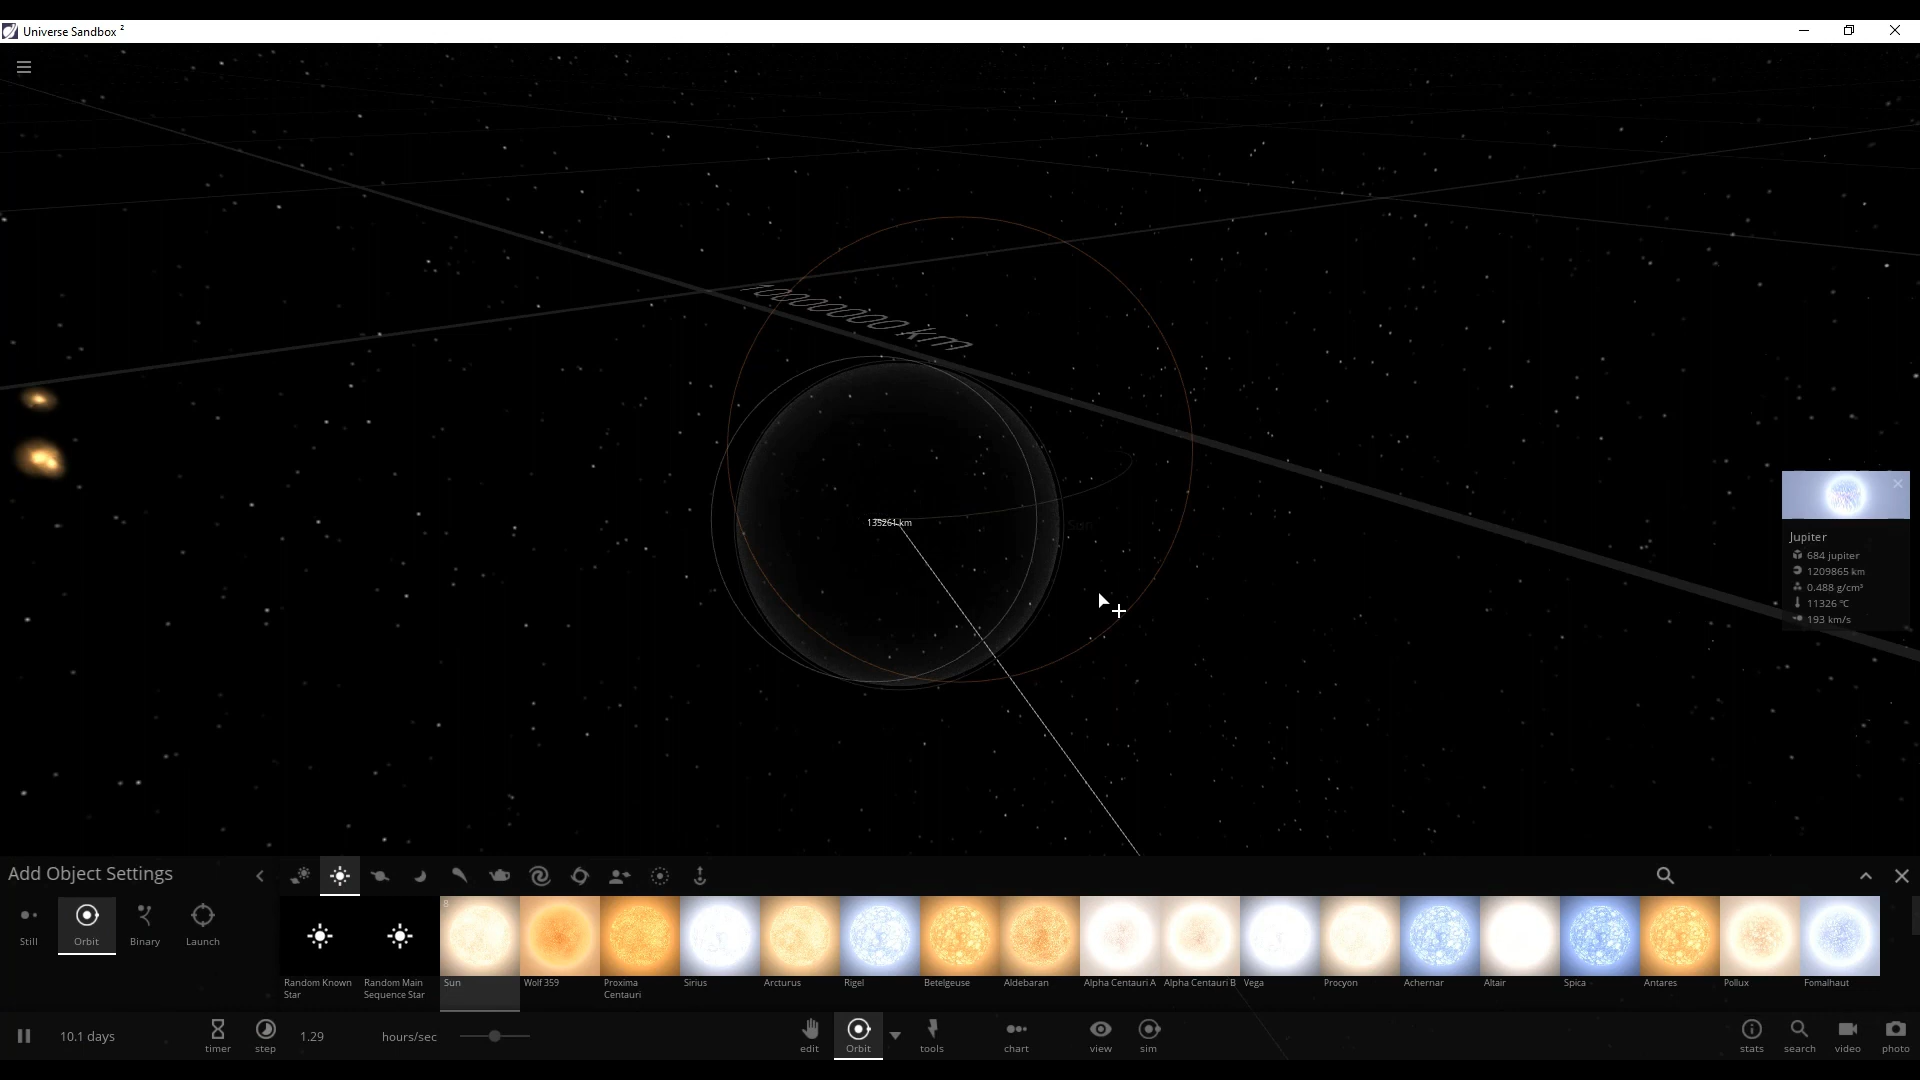 Universe Sandbox ²
10000000 km
135261 km
Jupiter
684 jupiter
1209865 km
0.488 g/cm³
11326 °C
193 km/s
Add Object Settings
Still
Orbit
Binary
Launch
8
Random Known
Star
Random Main
Sequence Star
Sun
Wolf 359
Proxima
Centauri
Sirius
Arcturus
Rigel
Betelgeuse
Aldebaran
Alpha Centauri A
Alpha Centauri B
Vega
Procyon
Achernar
Altair
Spica
Antares
Pollux
Fomalhaut
10.1 days
timer
step
1.29
hours/sec
edit
Orbit
tools
chart
view
sim
stats
search
video
photo